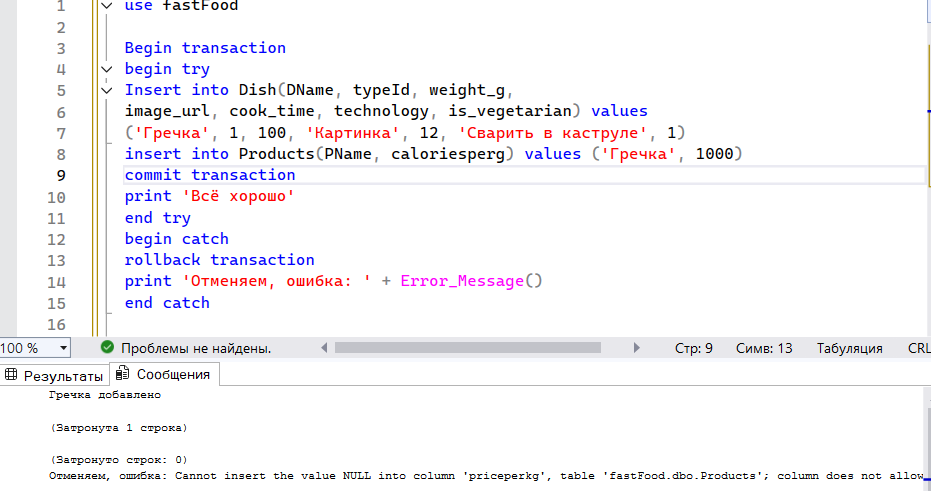 1 use fastFood
2
3 Begin transaction
4 begin try
5 Insert into Dish(DName, typeId, weight_g,
6 image_url, cook_time, technology, is_vegetarian) values
7 ('Гречка', 1, 100, 'Картинка', 12, 'Сварить в каструле', 1)
8 insert into Products(PName, caloriesperg) values ('Гречка', 1000)
9 commit transaction
10 print 'Всё хорошо'
11 end try
12 begin catch
13 rollback transaction
14 print 'Отменяем, ошибка: ' + Error_Message()
15 end catch
16
100 % Проблемы не найдены. Стр: 9 Симв: 13 Табуляция CRL
Результаты Сообщения
Гречка добавлено
(Затронута 1 строка)
(Затронуто строк: 0)
Отменяем, ошибка: Cannot insert the value NULL into column 'priceperkg', table 'fastFood.dbo.Products'; column does not allow